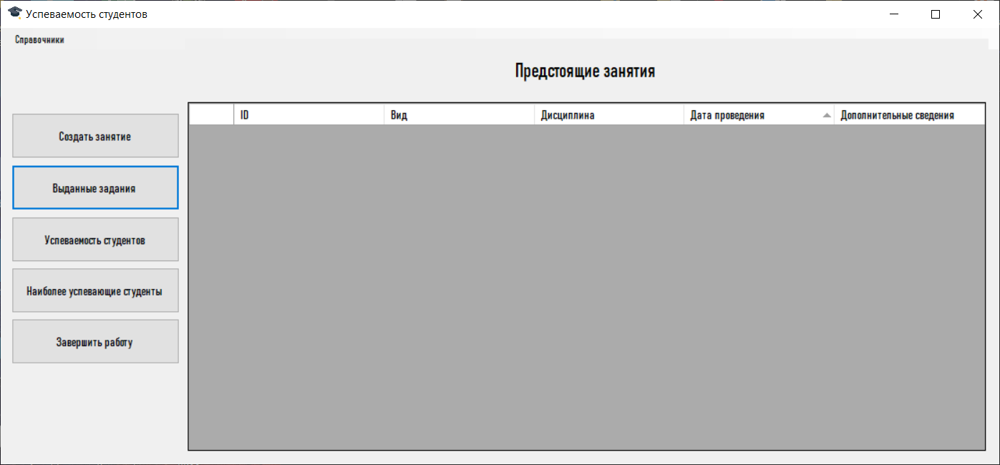 Успеваемость студентов
Справочники
Предстоящие занятия
ID Вид Дисциплина Дата проведения Дополнительные сведения
Создать занятие
Выданные задания
Успеваемость студентов
Наиболее успевающие студенты
Завершить работу